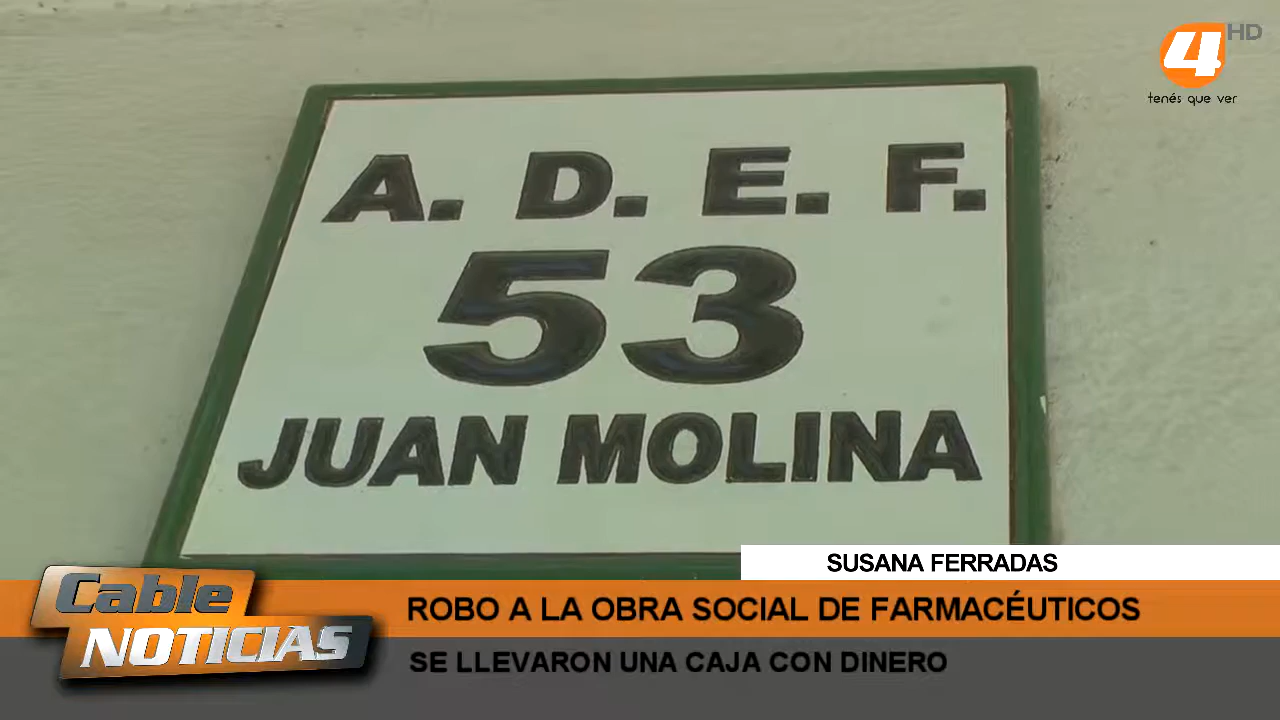 4 HD
tenés que ver
A. D. E. F.
53
JUAN MOLINA
SUSANA FERRADAS
Cable
NOTICIAS
ROBO A LA OBRA SOCIAL DE FARMACÉUTICOS
SE LLEVARON UNA CAJA CON DINERO